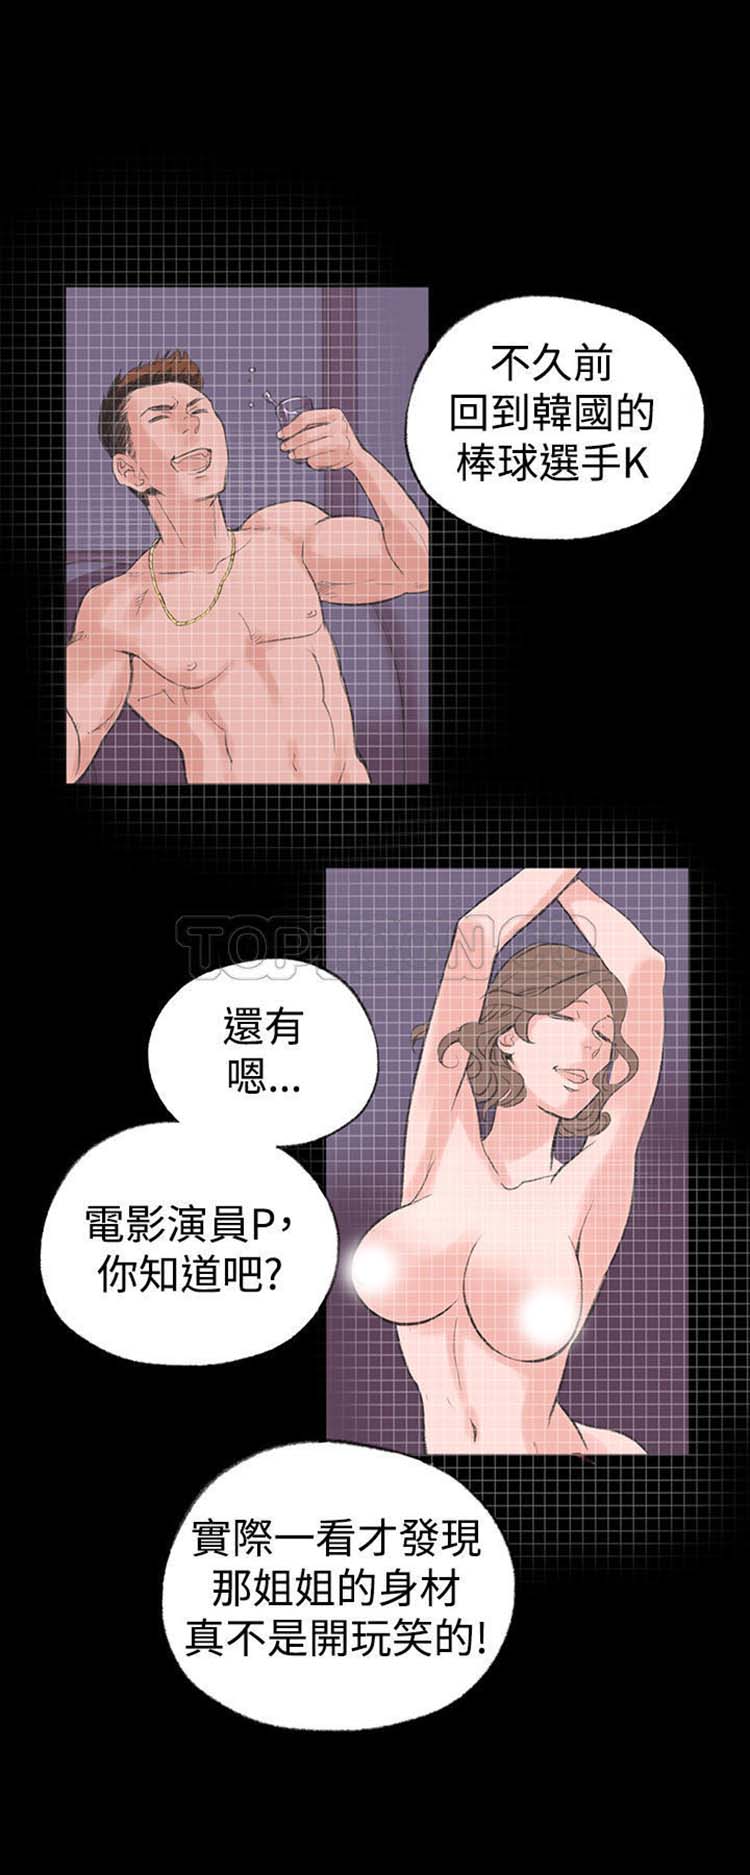 不久前
回到韓國的
棒球選手K
還有
嗯...
電影演員P,
你知道吧?
實際一看才發現
那姐姐的身材
真不是開玩笑的!